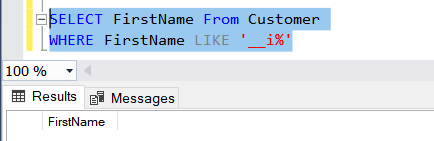 SELECT FirstName From Customer
WHERE FirstName LIKE '__i%'
100 %
Results Messages
FirstName